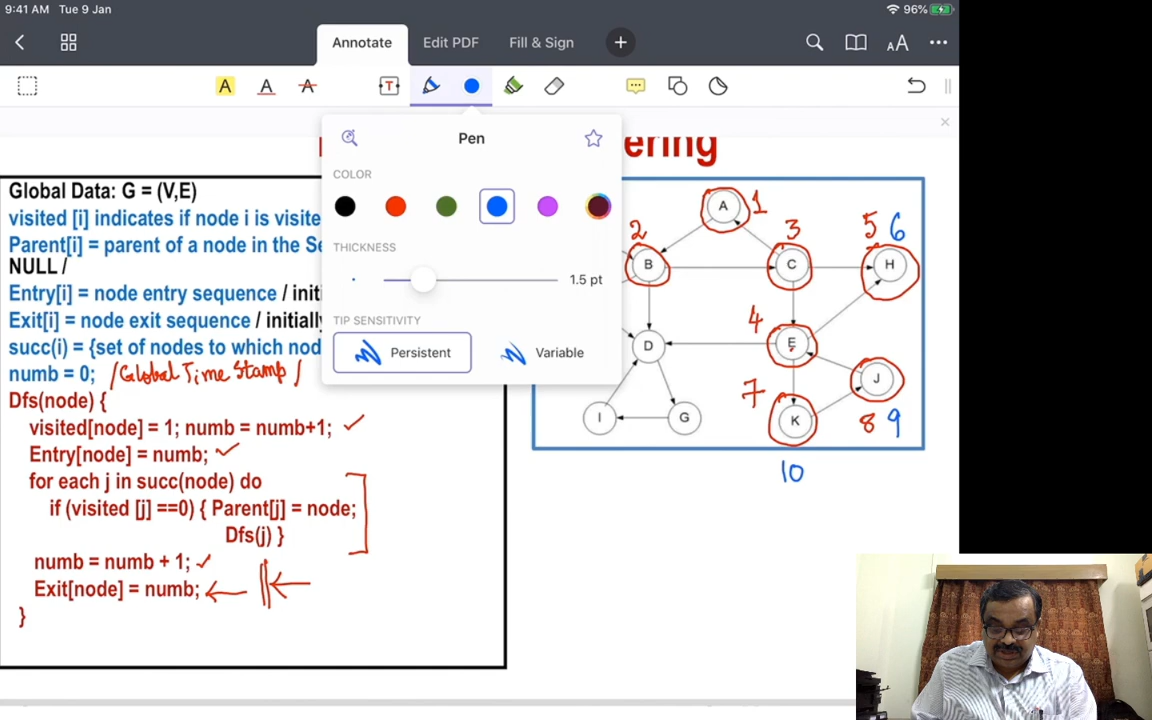 9:41 AM Tue 9 Jan
96%
Annotate Edit PDF Fill & Sign
A A A T AA
Pen
COLOR
THICKNESS
1.5 pt
TIP SENSITIVITY
Persistent Variable
ering
Global Data: G = (V,E)
visited [i] indicates if node i is visite
Parent[i] = parent of a node in the Se
NULL /
Entry[i] = node entry sequence / initi
Exit[i] = node exit sequence / initially
succ(i) = {set of nodes to which nod
numb = 0; /Global Time Stamp/
Dfs(node) {
visited[node] = 1; numb = numb+1;
Entry[node] = numb;
for each j in succ(node) do
if (visited [j] ==0) { Parent[j] = node;
Dfs(j) }
numb = numb + 1;
Exit[node] = numb;
}
A 1
2 3 5 6
B C H
4
D E
7 J
I G K 8 9
10